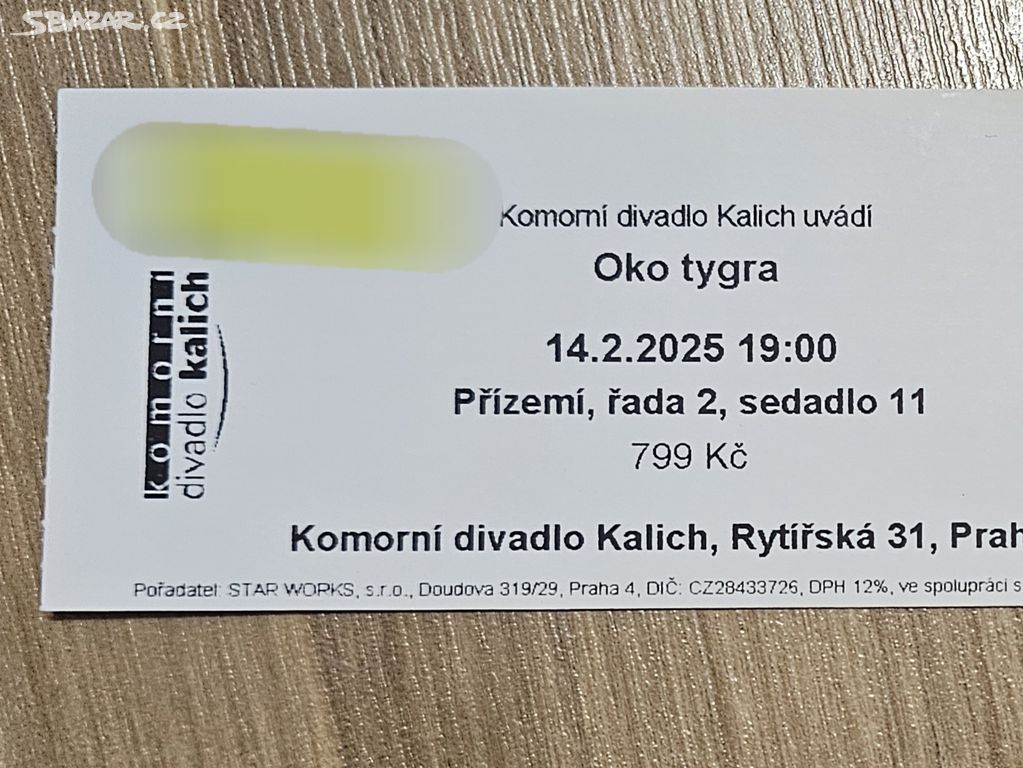 SBAZAR.CZ
Komorní divadlo Kalich uvádí
Oko tygra
14.2.2025 19:00
Přízemí, řada 2, sedadlo 11
799 Kč
komorní
divadlo kalich
Komorní divadlo Kalich, Rytířská 31, Prah
Pořadatel: STAR WORKS, s.r.o., Doudova 319/29, Praha 4, DIČ: CZ28433726, DPH 12%, ve spolupráci s